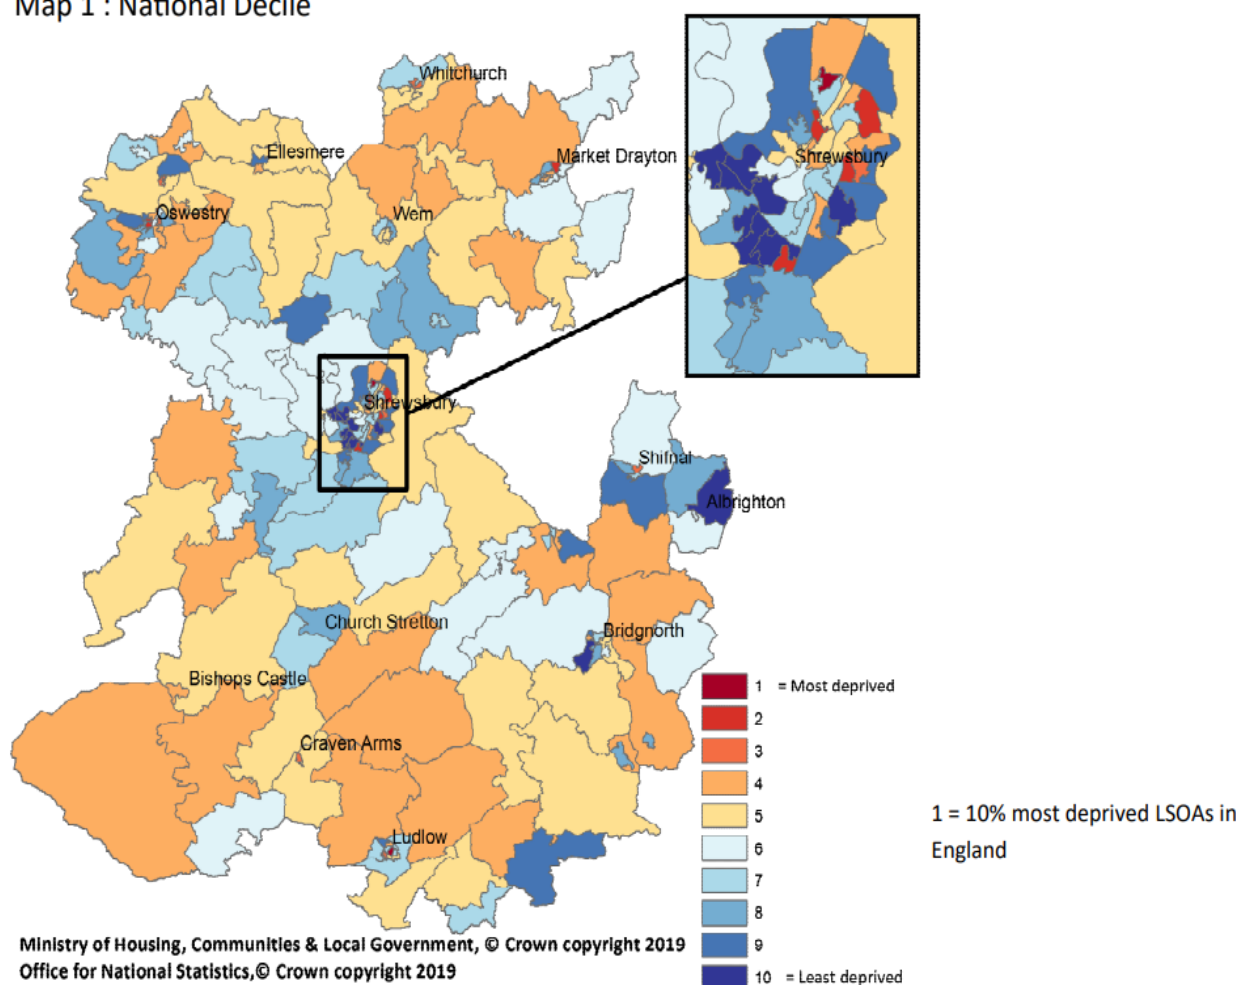 Map 1 : National Decile
Whitchurch
Ellesmere
Market Drayton
Shrewsbury
Oswestry
Wem
Shrewsbury
Shifnal
Albrighton
Church Stretton
Bridgnorth
Bishops Castle
1 = Most deprived
2
Craven Arms
3
4
5
1 = 10% most deprived LSOAs in
England
Ludlow
6
7
8
Ministry of Housing, Communities & Local Government, © Crown copyright 2019
9
Office for National Statistics,© Crown copyright 2019
10 = Least deprived